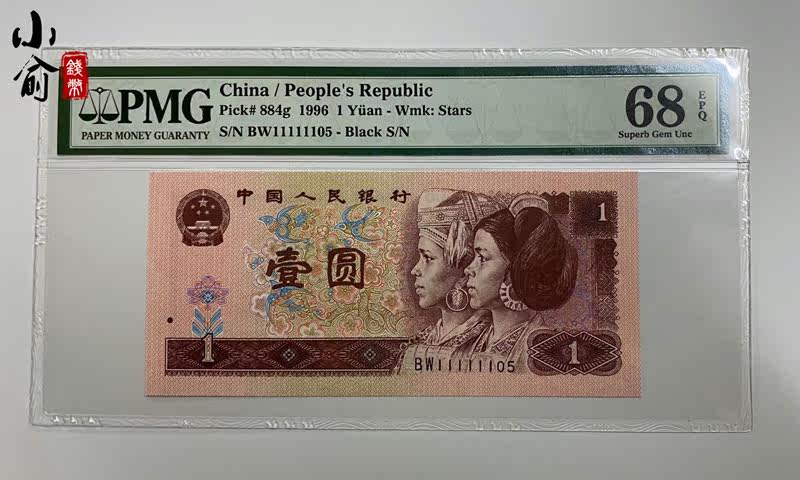 小俞
錢幣
PMG
PAPER MONEY GUARANTY
China / People's Republic
Pick# 884g 1996 1 Yüan - Wmk: Stars
S/N BW11111105 - Black S/N
68
EPQ
Superb Gem Unc
中国人民银行
壹圆
1
1
1
BW11111105